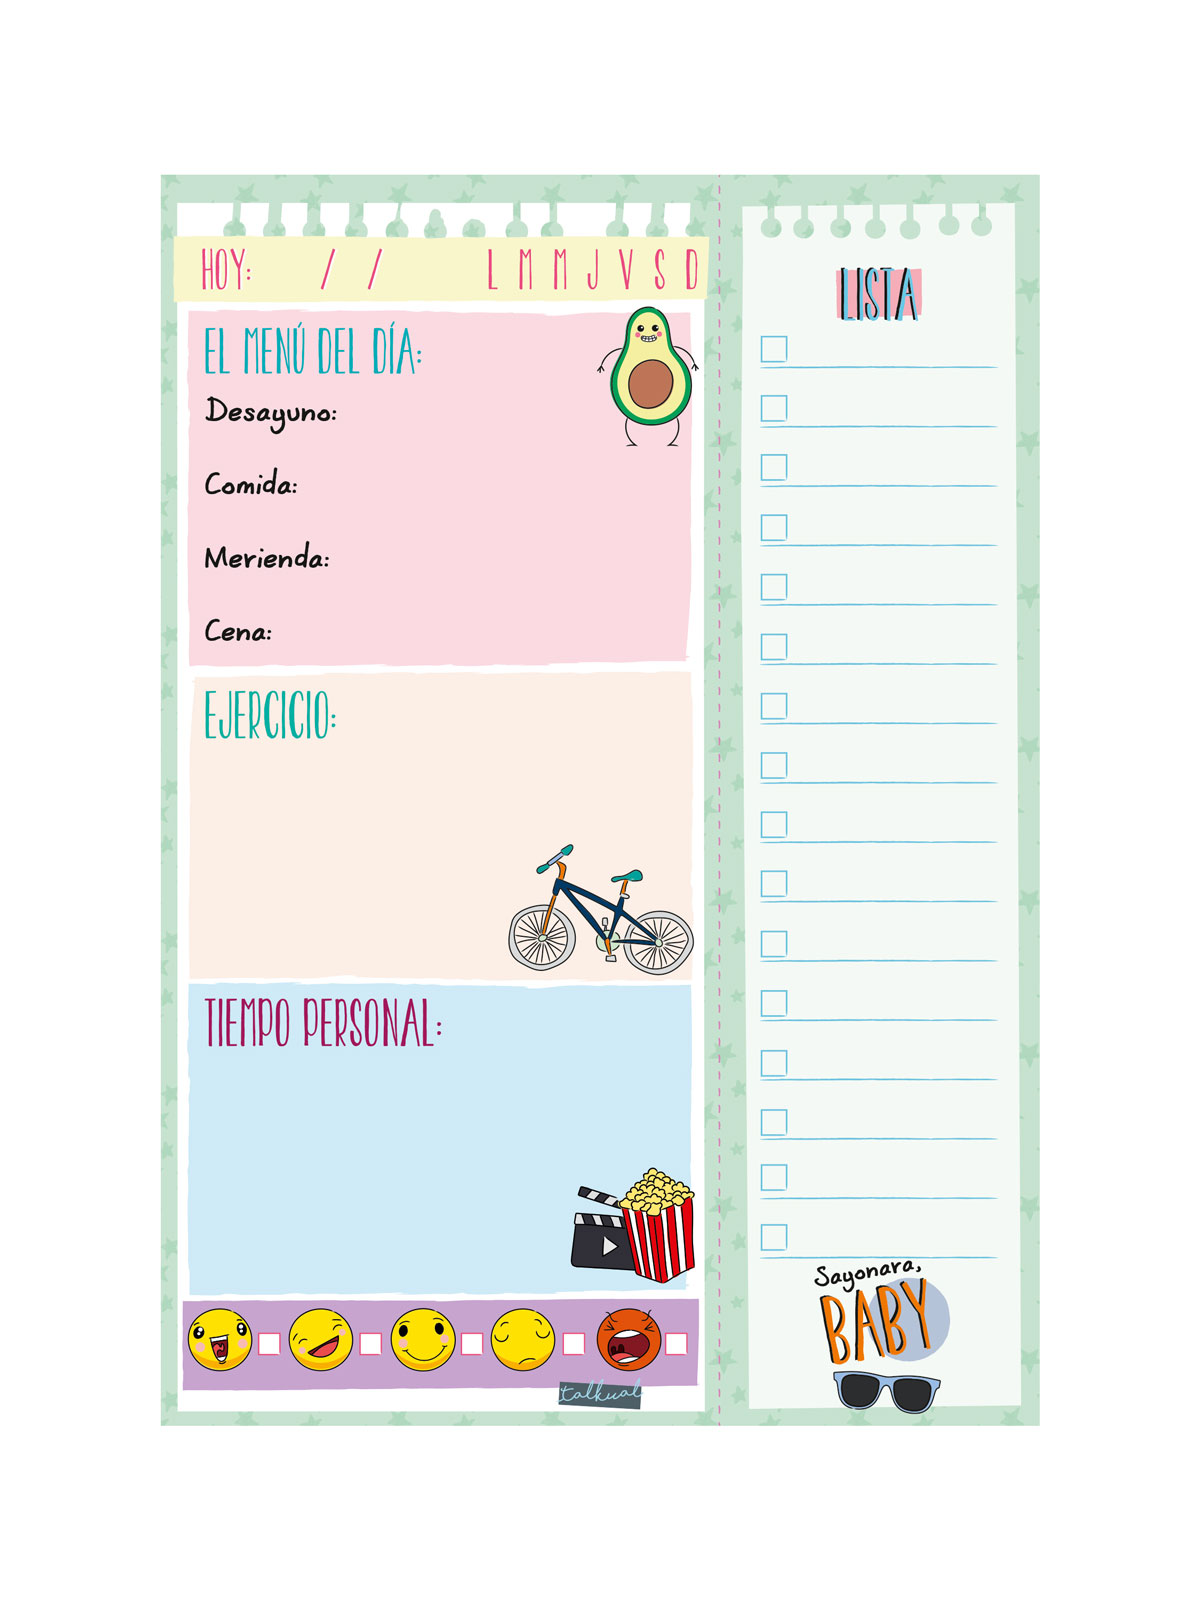 HOY: / / L M M J V S D
EL MENÚ DEL DÍA:
Desayuno:
Comida:
Merienda:
Cena:
EJERCICIO:
TIEMPO PERSONAL:
talkual
LISTA
Sayonara,
BABY